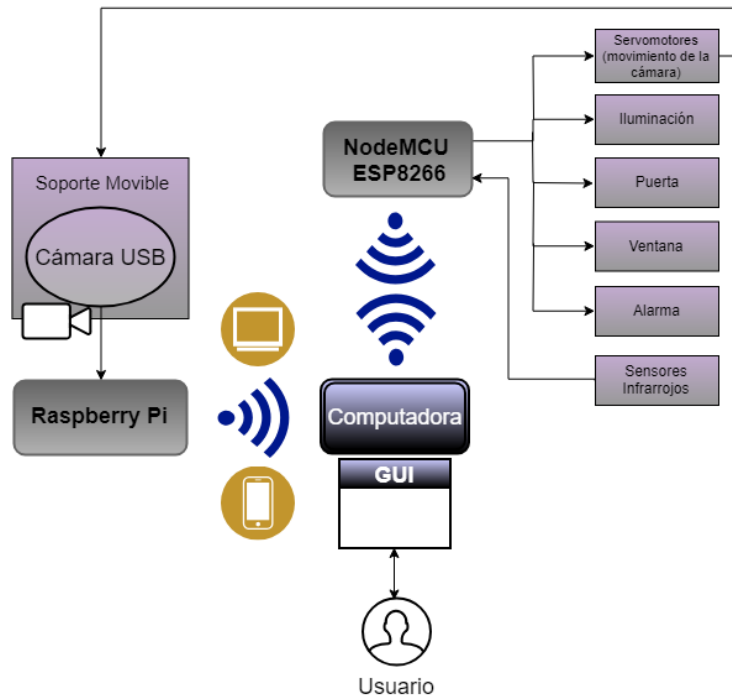 Servomotores
(movimiento de la
cámara)
Iluminación
NodeMCU
ESP8266
Puerta
Soporte Movible
Cámara USB
Ventana
Alarma
Sensores
Infrarrojos
Raspberry Pi
Computadora
GUI
Usuario